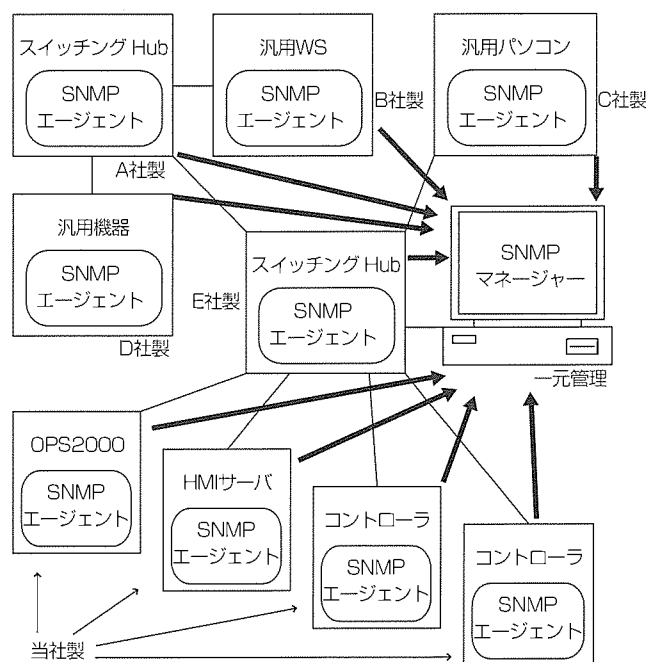 スイッチング Hub
SNMP
エージェント
A社製
汎用WS
SNMP
エージェント
B社製
汎用パソコン
SNMP
エージェント
C社製
汎用機器
SNMP
エージェント
D社製
スイッチング Hub
SNMP
エージェント
E社製
SNMP
マネージャー
一元管理
OPS2000
SNMP
エージェント
HMIサーバ
SNMP
エージェント
コントローラ
SNMP
エージェント
コントローラ
SNMP
エージェント
当社製